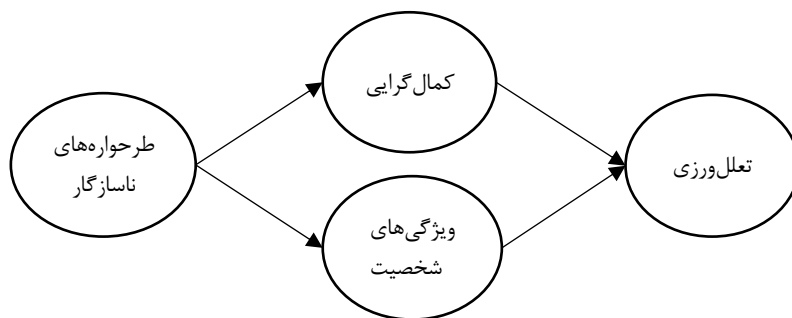 کمال‌گرایی
طرحواره‌های
ناسازگار
تعلل‌ورزی
ویژگی‌های
شخصیت